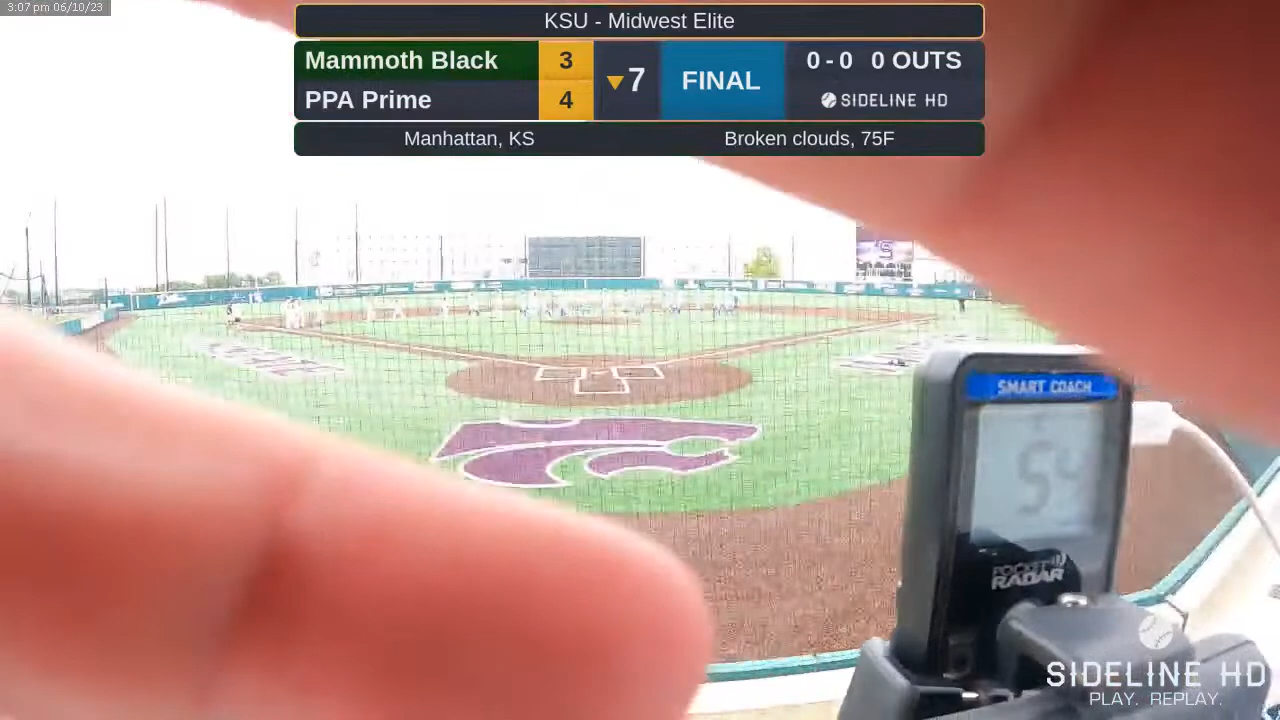 3:07 pm 06/10/23
KSU - Midwest Elite
Mammoth Black 3
PPA Prime 4
▼7
FINAL
0 - 0 0 OUTS
SIDELINE HD
Manhattan, KS
Broken clouds, 75F
SMART COACH
54
POCKET RADAR
SIDELINE HD
PLAY. REPLAY.